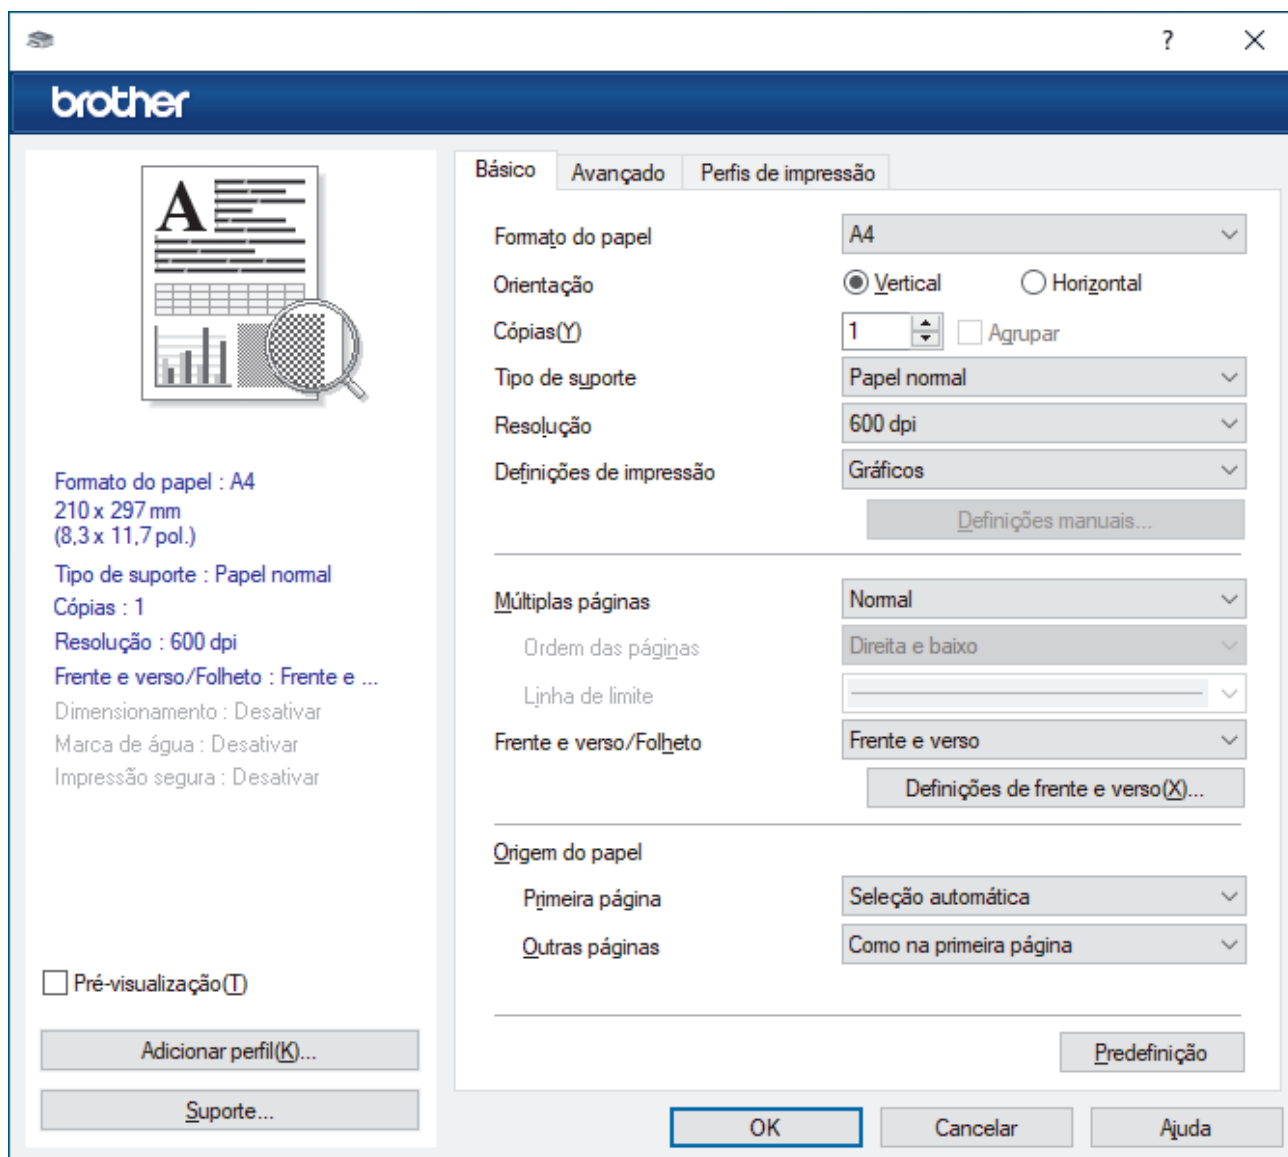 ?
brother
A
Formato do papel : A4
210 x 297 mm
(8,3 x 11,7 pol.)
Tipo de suporte : Papel normal
Cópias : 1
Resolução : 600 dpi
Frente e verso/Folheto : Frente e ...
Dimensionamento : Desativar
Marca de água : Desativar
Impressão segura : Desativar
Pré-visualização(T)
Adicionar perfil(K)...
Suporte...
Básico Avançado Perfis de impressão
Formato do papel A4
Orientação Vertical Horizontal
Cópias(Y) 1 Agrupar
Tipo de suporte Papel normal
Resolução 600 dpi
Definições de impressão Gráficos
Definições manuais...
Múltiplas páginas Normal
Ordem das páginas Direita e baixo
Linha de limite
Frente e verso/Folheto Frente e verso
Definições de frente e verso(X)...
Origem do papel
Primeira página Seleção automática
Outras páginas Como na primeira página
Predefinição
OK Cancelar Ajuda